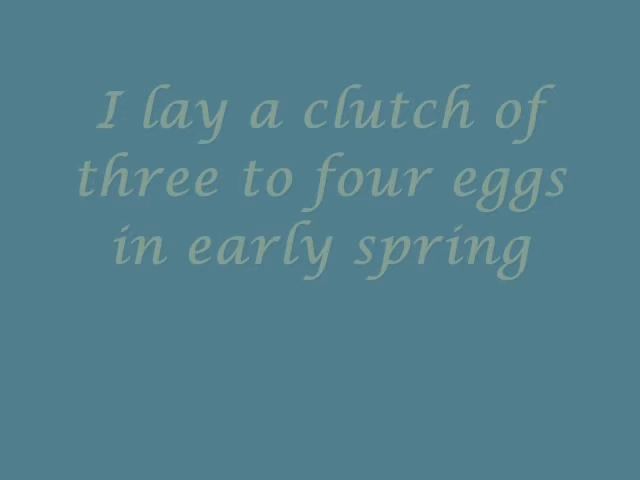 I lay a clutch of
three to four eggs
in early spring